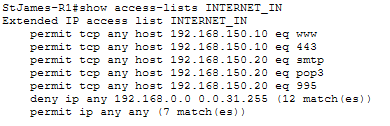 StJames-R1#show access-lists INTERNET_IN
Extended IP access list INTERNET_IN
permit tcp any host 192.168.150.10 eq www
permit tcp any host 192.168.150.10 eq 443
permit tcp any host 192.168.150.20 eq smtp
permit tcp any host 192.168.150.20 eq pop3
permit tcp any host 192.168.150.20 eq 995
deny ip any 192.168.0.0 0.0.31.255 (12 match(es))
permit ip any any (7 match(es))